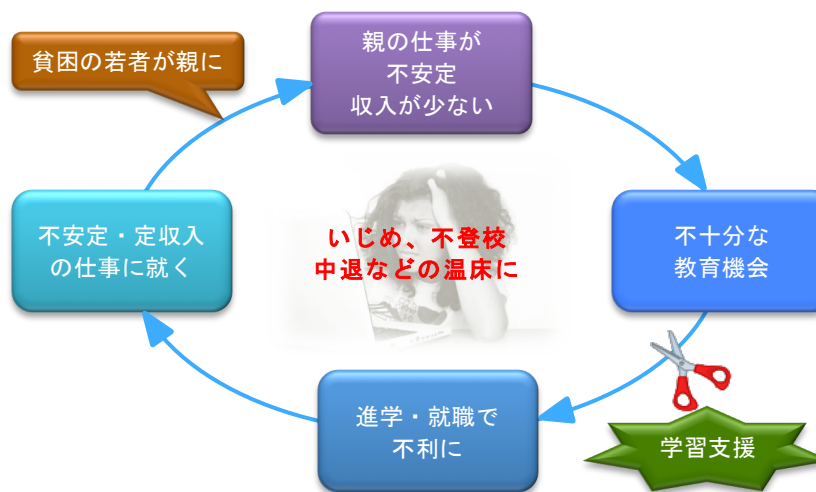 貧困の若者が親に
親の仕事が
不安定
収入が少ない
不安定・定収入
の仕事に就く
いじめ、不登校
中退などの温床に
不十分な
教育機会
進学・就職で
不利に
学習支援